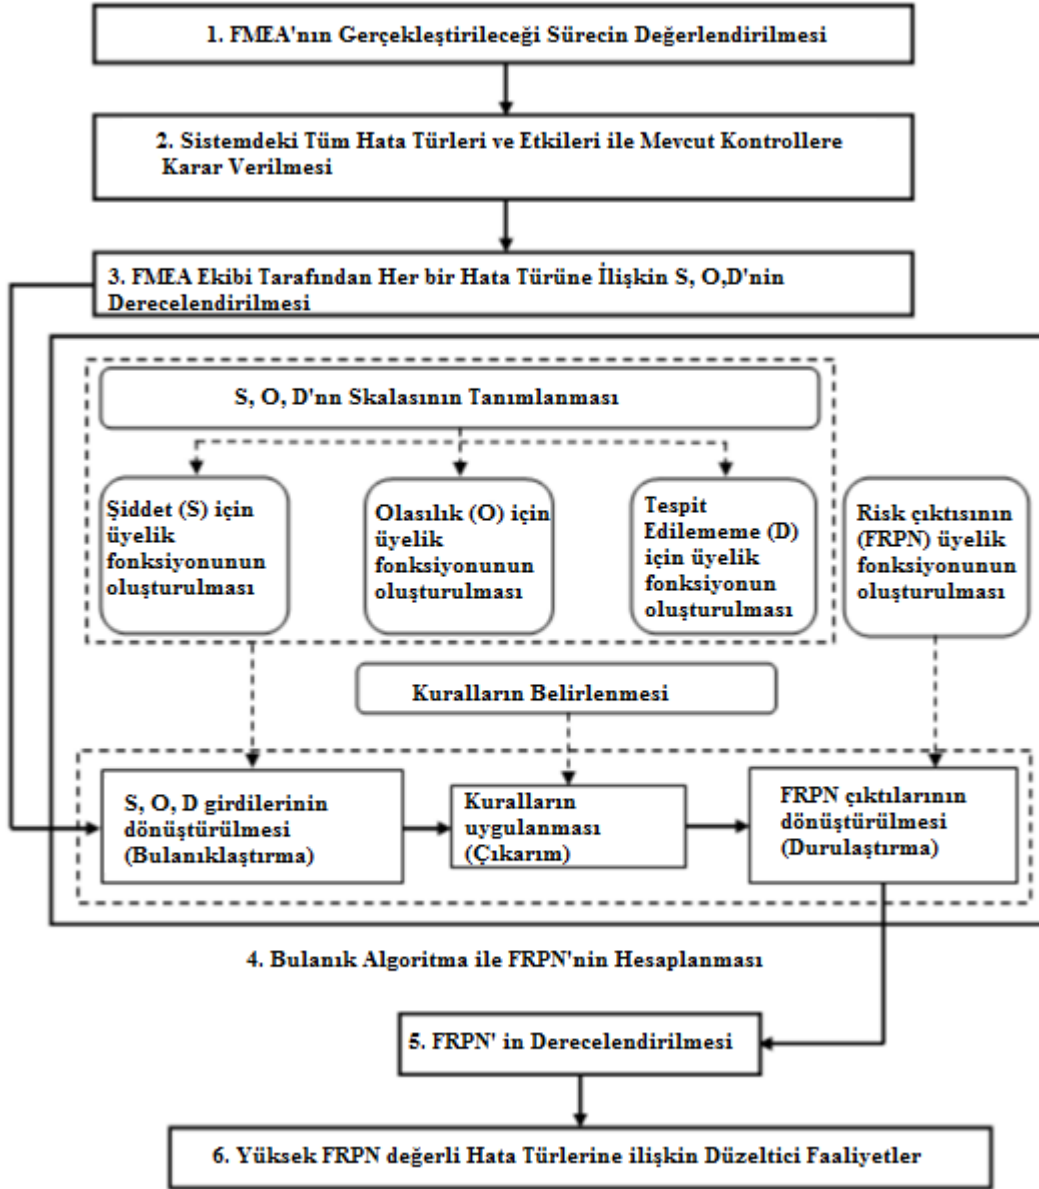 1. FMEA'nın Gerçekleştirileceği Sürecin Değerlendirilmesi
2. Sistemdeki Tüm Hata Türleri ve Etkileri ile Mevcut Kontrollere
Karar Verilmesi
3. FMEA Ekibi Tarafından Her bir Hata Türüne İlişkin S, O,D'nin
Derecelendirilmesi
S, O, D'nn Skalasının Tanımlanması
Şiddet (S) için
üyelik
fonksiyonunun
oluşturulması
Olasılık (O) için
üyelik
fonksiyonunun
oluşturulması
Tespit
Edilememe (D)
için üyelik
fonksiyonun
oluşturulması
Risk çıktısının
(FRPN) üyelik
fonksiyonunun
oluşturulması
Kuralların Belirlenmesi
S, O, D girdilerinin
dönüştürülmesi
(Bulanıklaştırma)
Kuralların
uygulanması
(Çıkarım)
FRPN çıktılarının
dönüştürülmesi
(Durulaştırma)
4. Bulanık Algoritma ile FRPN'nin Hesaplanması
5. FRPN' in Derecelendirilmesi
6. Yüksek FRPN değerli Hata Türlerine ilişkin Düzeltici Faaliyetler